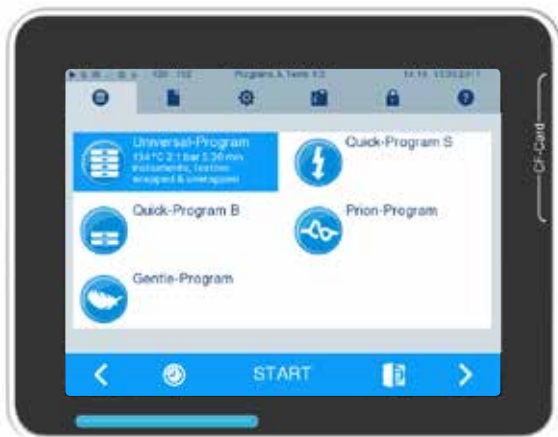 Programs & Tests 1/2
Universal-Program
134°C 2.1 bar 5:30 min
instruments, textiles
wrapped & unwrapped
Quick-Program S
Quick-Program B
Prion-Program
Gentle-Program
START
CF-Card